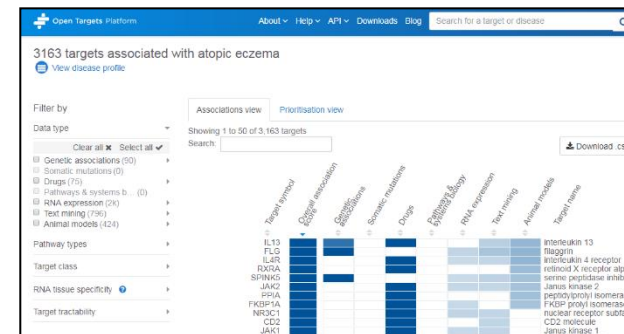 Open Targets Platform
About Help API Downloads Blog
Search for a target or disease
3163 targets associated with atopic eczema
View disease profile
Filter by
Data type
Clear all ✖ Select all ✔
Genetic associations (90)
Somatic mutations (0)
Drugs (75)
Pathways & systems b... (0)
RNA expression (2k)
Text mining (796)
Animal models (424)
Pathway types
Target class
RNA tissue specificity ?
Target tractability
Associations view Prioritisation view
Showing 1 to 50 of 3,163 targets
Search:
Download .cs
Target symbol
Overall association score
Genetic associations
Somatic mutations
Drugs
Pathways & systems biology
RNA expression
Text mining
Animal models
Target name
IL13 interleukin 13
FLG filaggrin
IL4R interleukin 4 receptor
RXRA retinoid X receptor alp
SPINK5 serine peptidase inhib
JAK2 Janus kinase 2
PPIA peptidylprolyl isomera
FKBP1A FKBP prolyl isomerase
NR3C1 nuclear receptor subfa
CD2 CD2 molecule
JAK1 Janus kinase 1